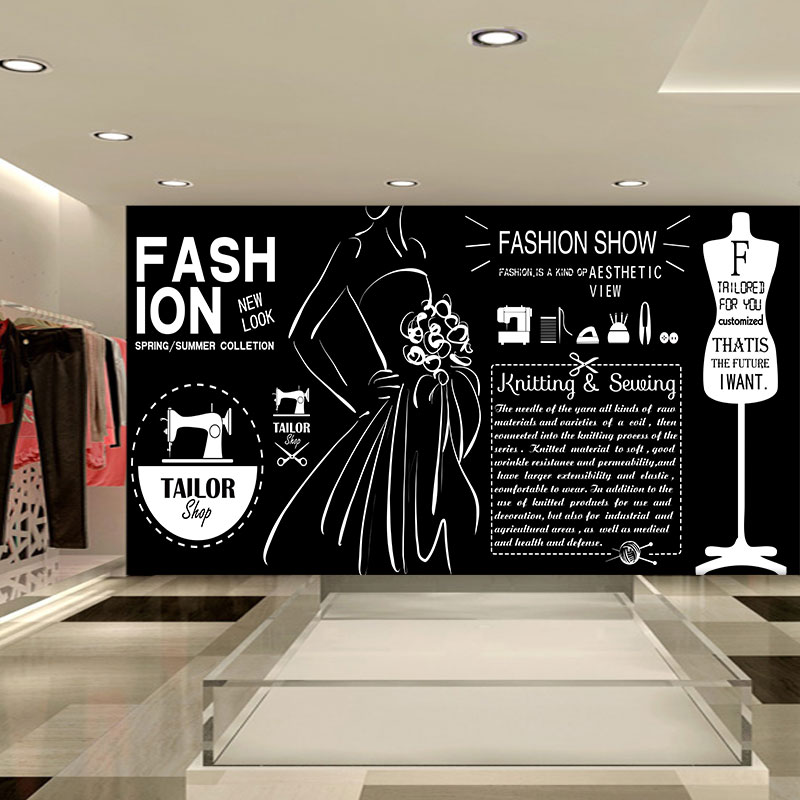 FASH
ION
NEW
LOOK
SPRING/SUMMER COLLETION
TAILOR
Shop
TAILOR
Shop
FASHION SHOW
FASHION,IS A KIND OF AESTHETIC
VIEW
Knitting & Sewing
The needle of the yarn all kinds of raw
materials and varieties of a coil , then
connected into the knitting process of the
series . Knitted material to soft , good
wrinkle resistance and permeability,and
have larger extensibility and elastic ,
comfortable to wear. In addition to the
use of knitted products for use and
decoration, but also for industrial and
agricultural areas , as well as medical
and health and defense.
F
TAILORED
FOR YOU
customized
THATIS
THE FUTURE
I WANT.